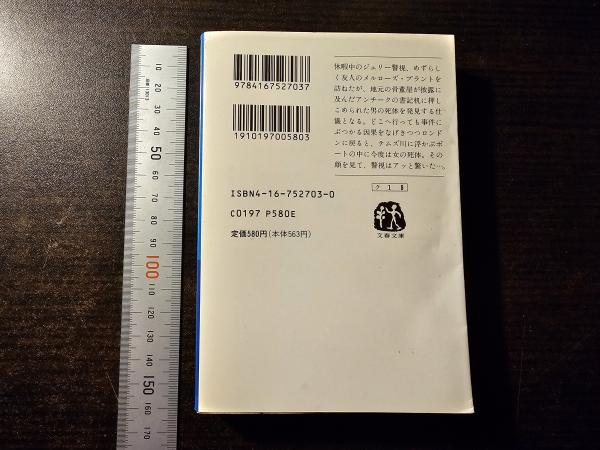 休暇中のジュリー警視、めずらし
く友人のメルローズ・プラントを
訪ねたが、地元の骨董屋が披露に
及んだアンチークの書記机に押し
こめられた男の死体を発見する仕
儀となる。どこへ行っても事件に
ぶつかる因果をなげきつつロンド
ンに戻ると、テムズ川に浮かぶボ
ートの中に今度は女の死体。その
顔を見て、警視はアッと驚いた…。
9784167527037
1910197005803
ISBN4-16-752703-0
C0197 P580E
定価580円(本体563円)
ク 1 8
文春文庫
10
20
30
40
50
60
70
80
90
100
110
120
130
140
150
160
170